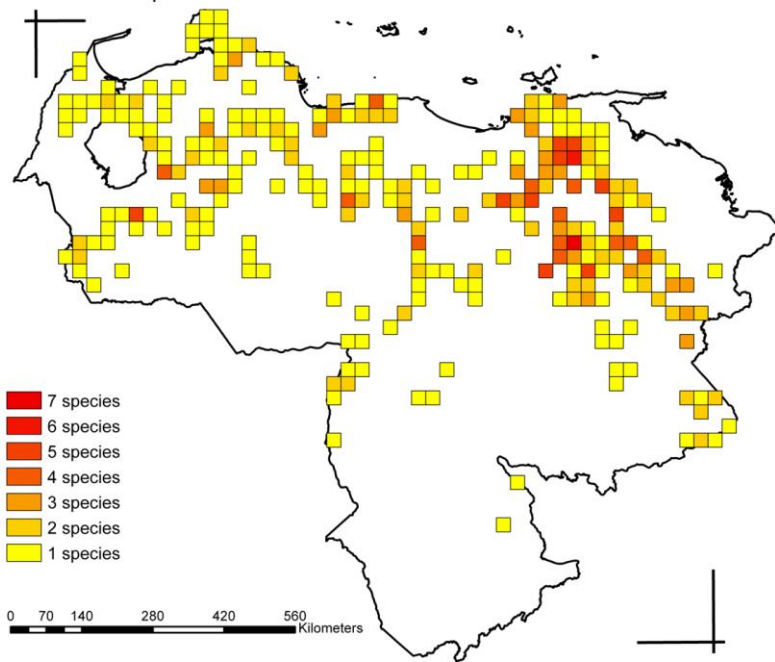 7 species
6 species
5 species
4 species
3 species
2 species
1 species
0 70 140 280 420 560
Kilometers